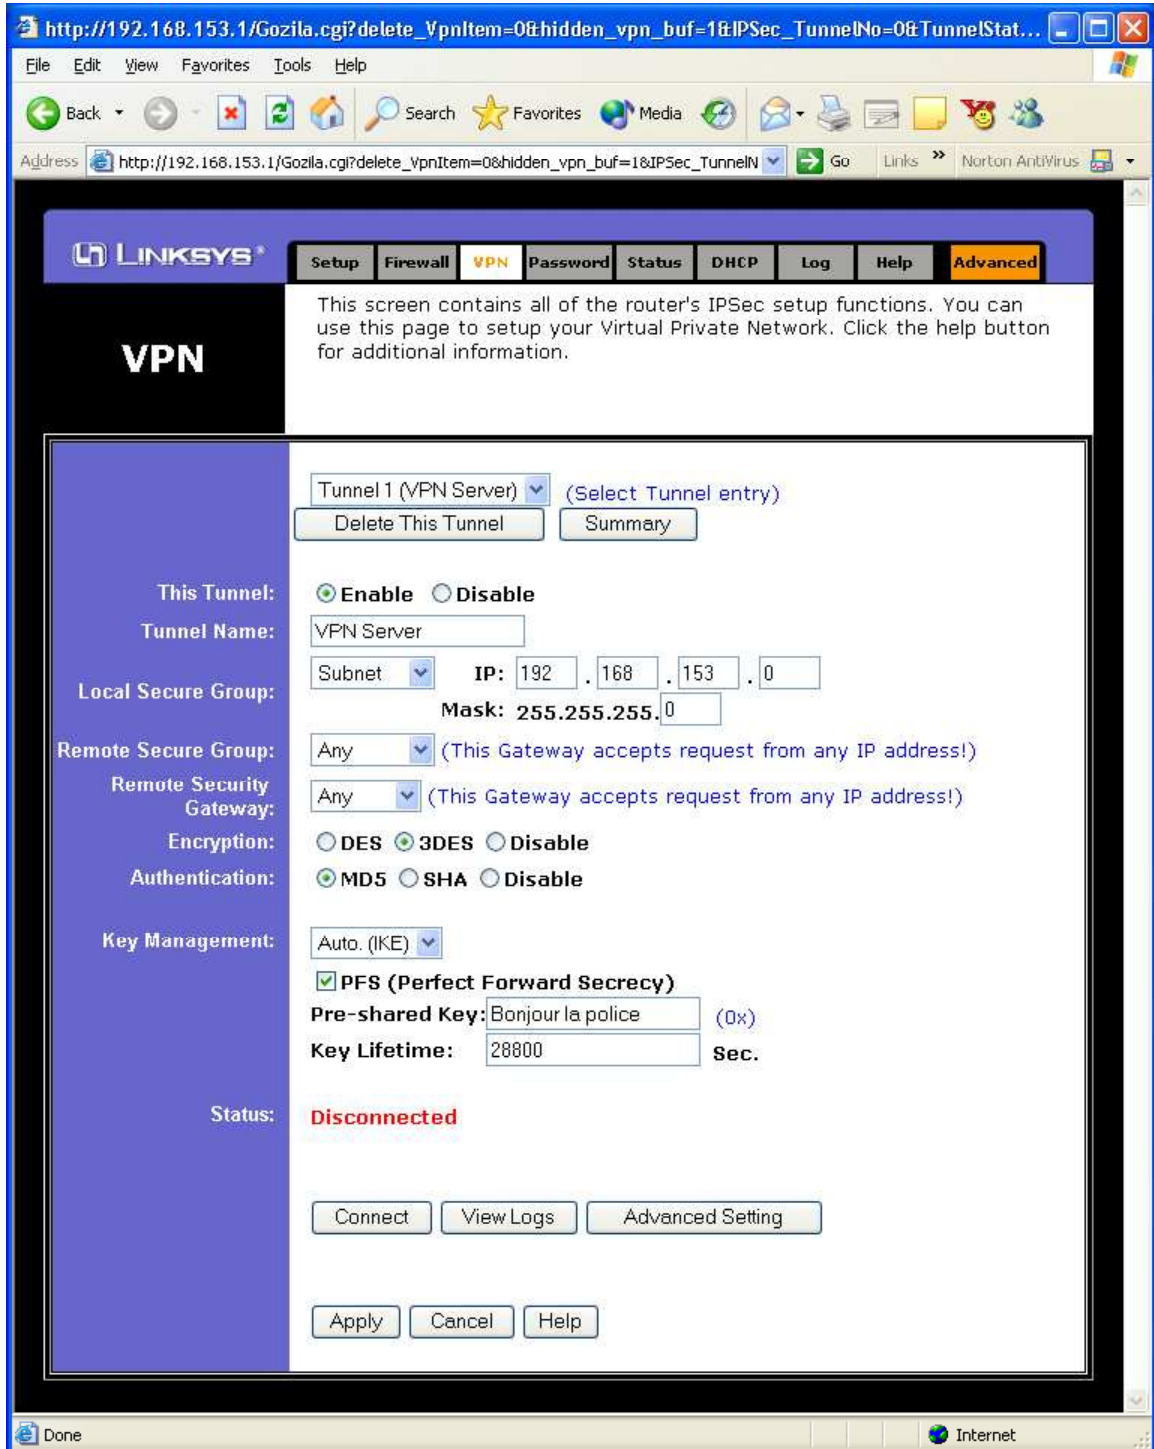 http://192.168.153.1/Gozila.cgi?delete_VpnItem=0&hidden_vpn_buf=1&IPSec_TunnelNo=0&TunnelStat...
File Edit View Favorites Tools Help
Back Search Favorites Media
Address http://192.168.153.1/Gozila.cgi?delete_VpnItem=0&hidden_vpn_buf=1&IPSec_TunnelN Go Links » Norton AntiVirus
LINKSYS® Setup Firewall VPN Password Status DHCP Log Help Advanced
This screen contains all of the router's IPSec setup functions. You can
use this page to setup your Virtual Private Network. Click the help button
for additional information.
VPN
Tunnel 1 (VPN Server) (Select Tunnel entry)
Delete This Tunnel Summary
This Tunnel: Enable Disable
Tunnel Name: VPN Server
Subnet IP: 192 . 168 . 153 . 0
Local Secure Group:
Mask: 255.255.255. 0
Remote Secure Group: Any (This Gateway accepts request from any IP address!)
Remote Security
Gateway: Any (This Gateway accepts request from any IP address!)
Encryption: DES 3DES Disable
Authentication: MD5 SHA Disable
Key Management: Auto. (IKE)
PFS (Perfect Forward Secrecy)
Pre-shared Key: Bonjour la police (0x)
Key Lifetime: 28800 Sec.
Status: Disconnected
Connect View Logs Advanced Setting
Apply Cancel Help
Done Internet